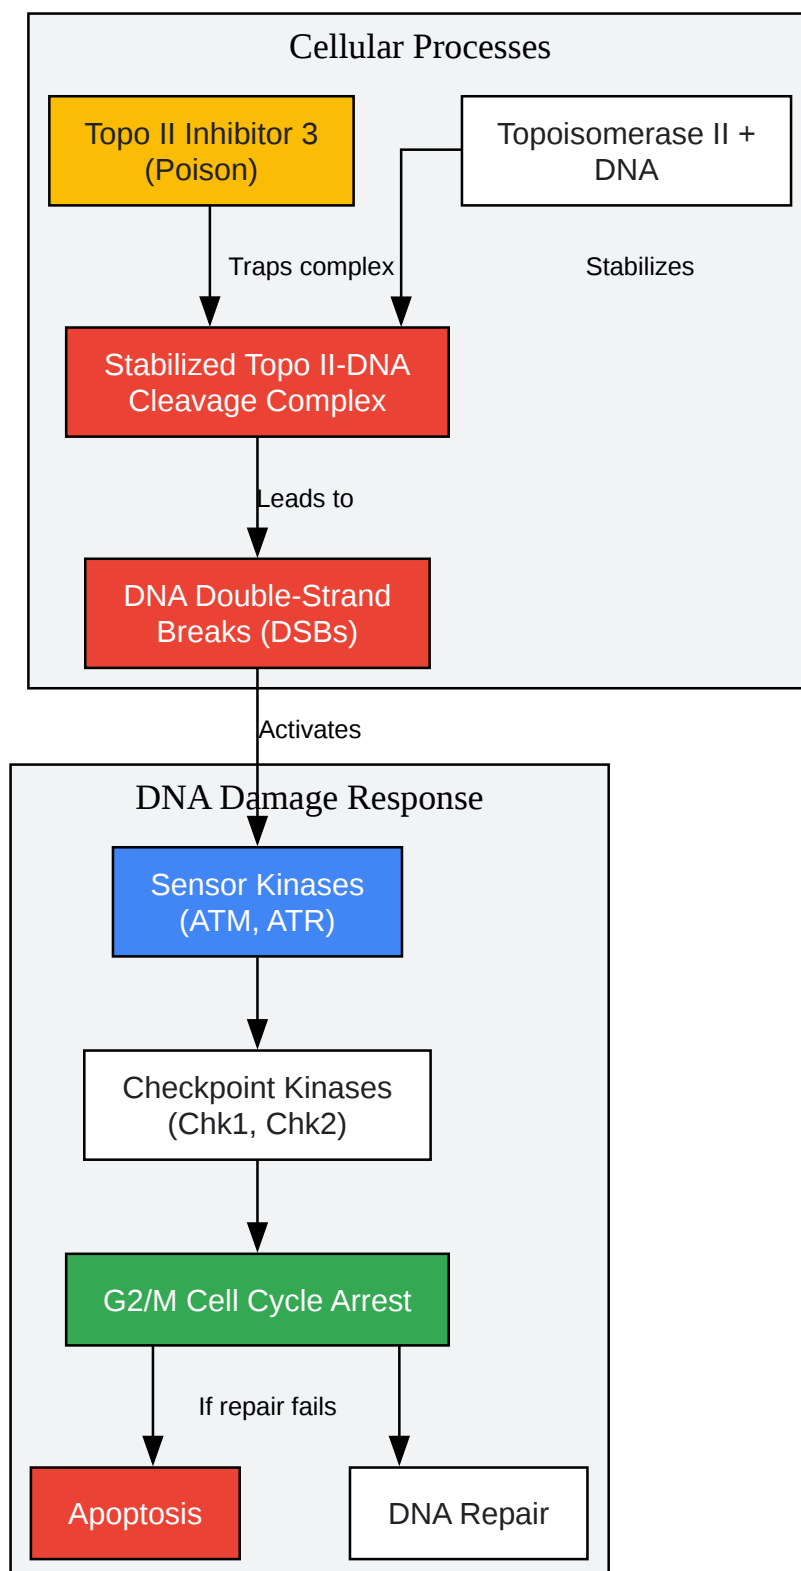 Cellular Processes
Topo II Inhibitor 3
(Poison)
Topoisomerase II +
DNA
Traps complex
Stabilizes
Stabilized Topo II-DNA
Cleavage Complex
Leads to
DNA Double-Strand
Breaks (DSBs)
Activates
DNA Damage Response
Sensor Kinases
(ATM, ATR)
Checkpoint Kinases
(Chk1, Chk2)
G2/M Cell Cycle Arrest
If repair fails
Apoptosis
DNA Repair